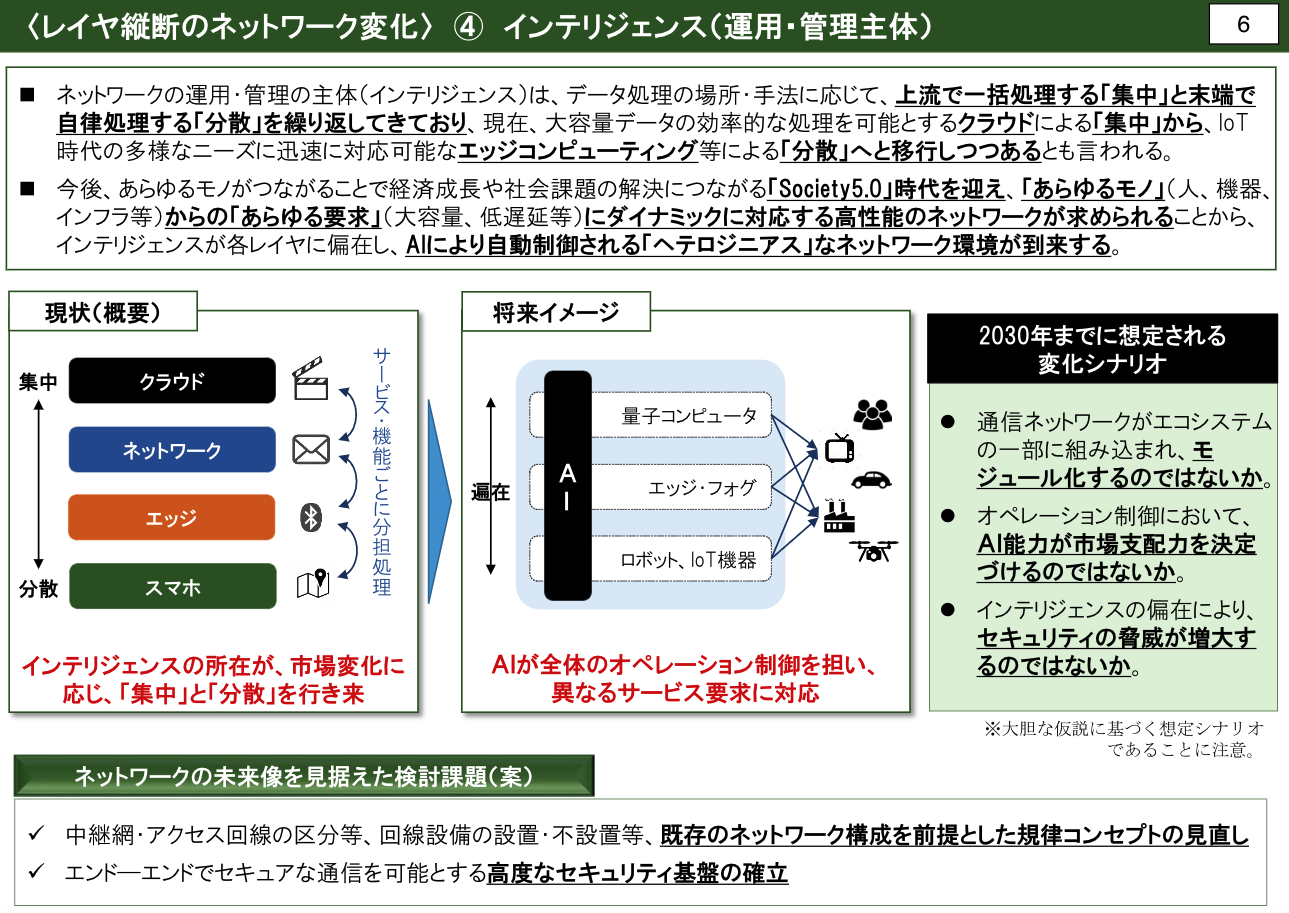 〈レイヤ縦断のネットワーク変化〉 ④ インテリジェンス(運用・管理主体)
6
■ ネットワークの運用・管理の主体(インテリジェンス)は、データ処理の場所・手法に応じて、上流で一括処理する「集中」と末端で
自律処理する「分散」を繰り返してきており、現在、大容量データの効率的な処理を可能とするクラウドによる「集中」から、IoT
時代の多様なニーズに迅速に対応可能なエッジコンピューティング等による「分散」へと移行しつつあるとも言われる。
■ 今後、あらゆるモノがつながることで経済成長や社会課題の解決につながる「Society5.0」時代を迎え、「あらゆるモノ」(人、機器、
インフラ等)からの「あらゆる要求」(大容量、低遅延等)にダイナミックに対応する高性能のネットワークが求められることから、
インテリジェンスが各レイヤに偏在し、AIにより自動制御される「ヘテロジニアス」なネットワーク環境が到来する。
現状(概要)
集中
分散
クラウド
ネットワーク
エッジ
スマホ
サービス・機能ごとに分担処理
インテリジェンスの所在が、市場変化に
応じ、「集中」と「分散」を行き来
将来イメージ
遍在
AI
量子コンピュータ
エッジ・フォグ
ロボット、IoT機器
AIが全体のオペレーション制御を担い、
異なるサービス要求に対応
2030年までに想定される
変化シナリオ
● 通信ネットワークがエコシステム
の一部に組み込まれ、モ
ジュール化するのではないか。
● オペレーション制御において、
AI能力が市場支配力を決定
づけるのではないか。
● インテリジェンスの偏在により、
セキュリティの脅威が増大す
るのではないか。
※大胆な仮説に基づく想定シナリオ
であることに注意。
ネットワークの未来像を見据えた検討課題(案)
✓ 中継網・アクセス回線の区分等、回線設備の設置・不設置等、既存のネットワーク構成を前提とした規律コンセプトの見直し
✓ エンド―エンドでセキュアな通信を可能とする高度なセキュリティ基盤の確立